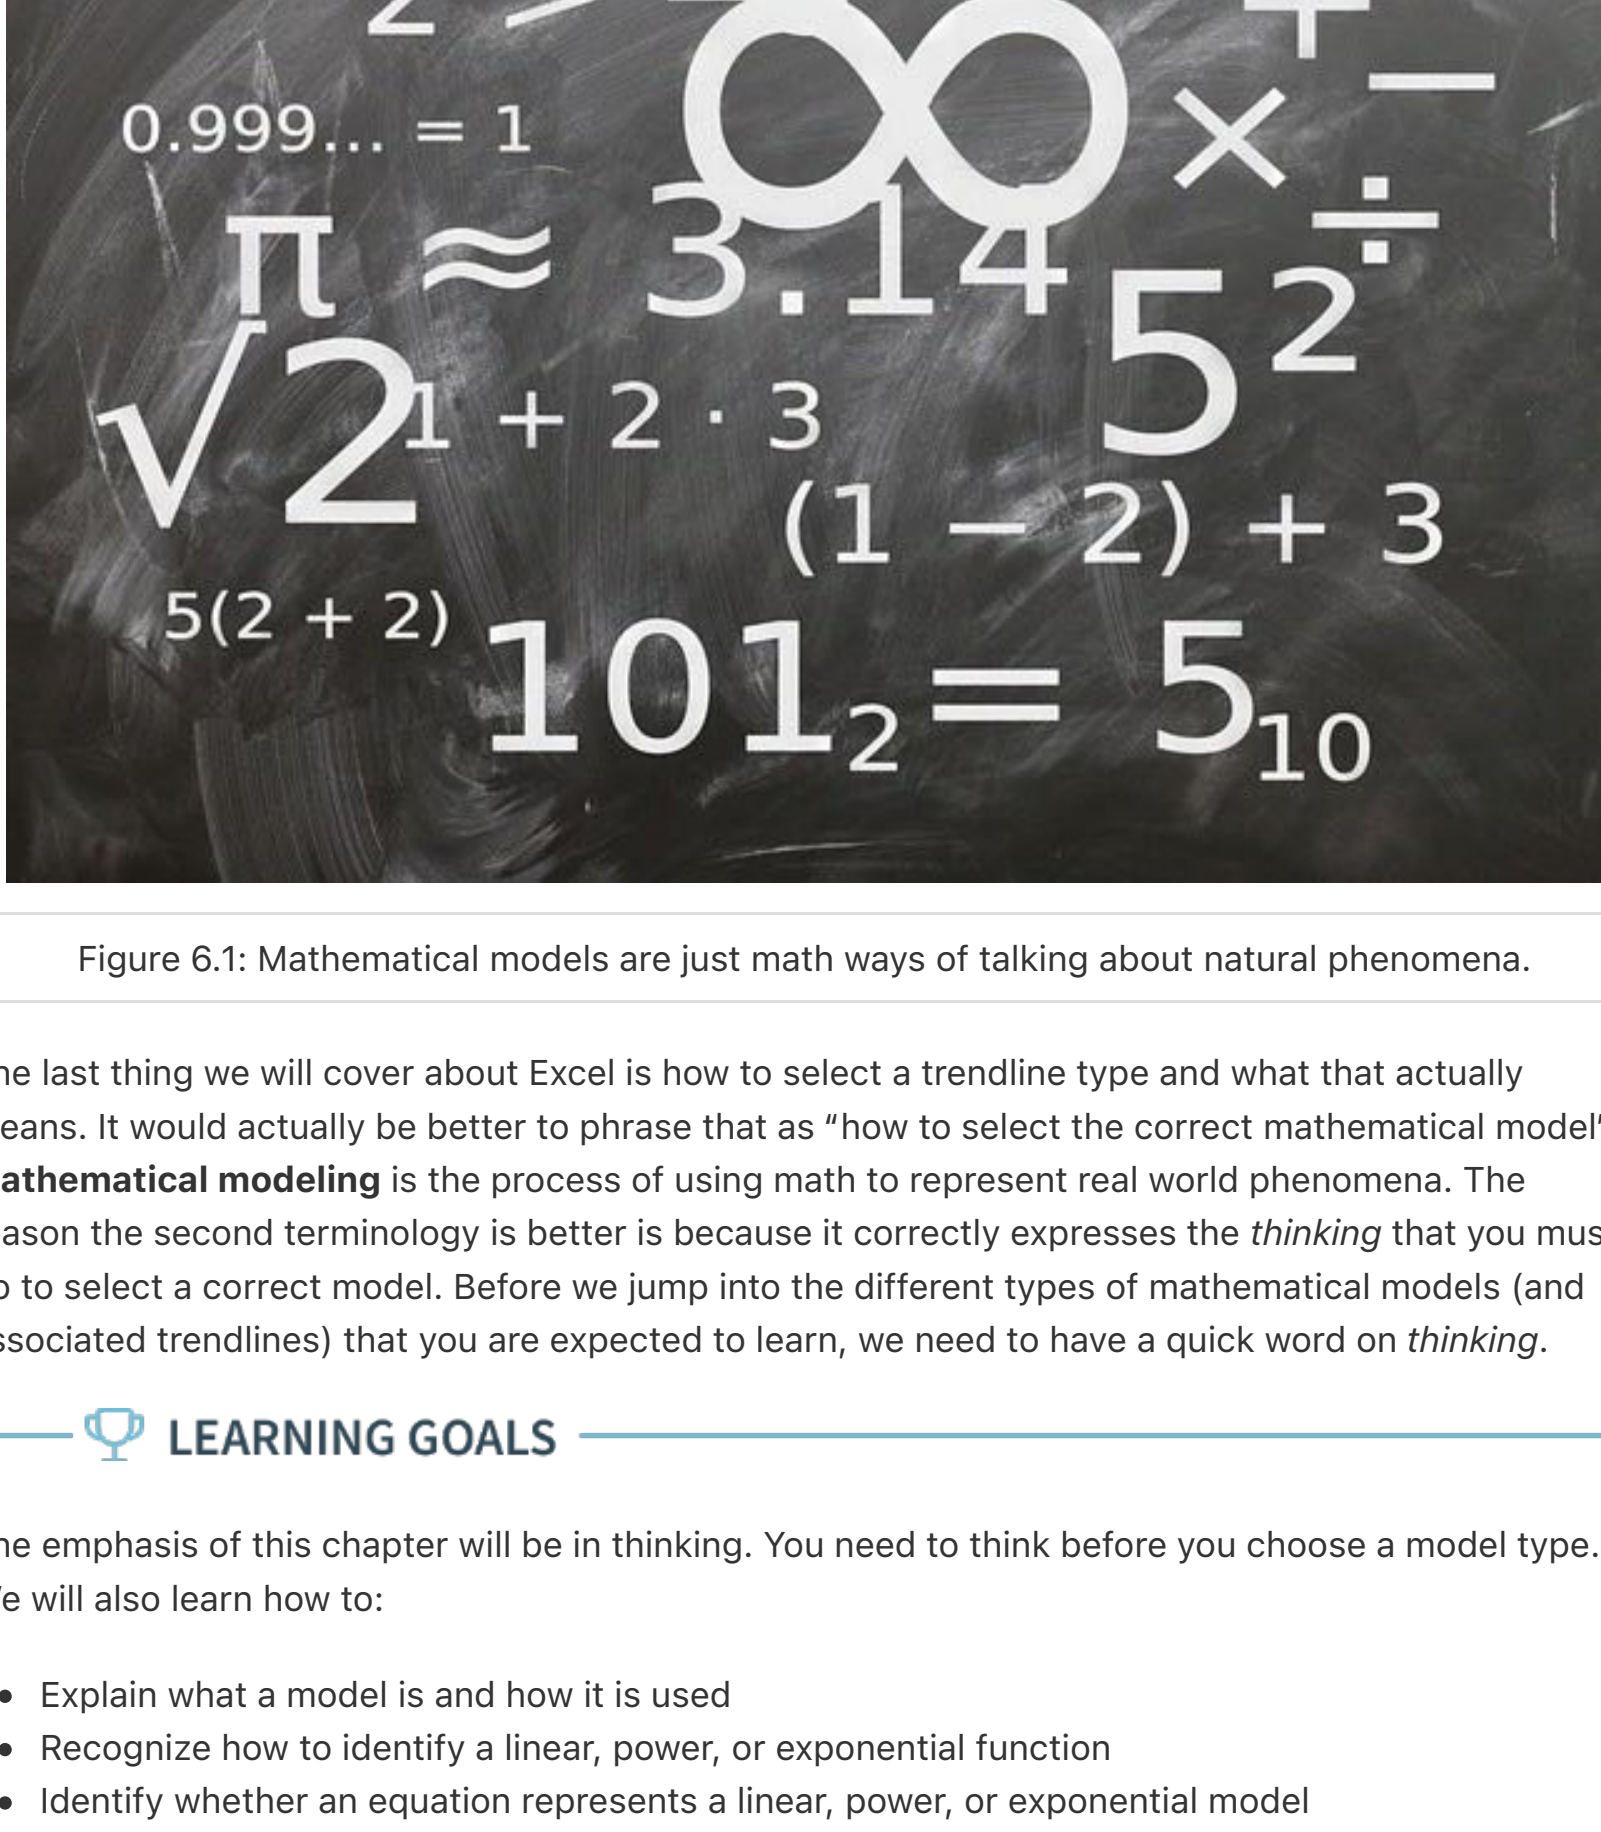 2
∞
+
−
0.999... = 1
×
÷
π ≈ 3.14
5²
√2
1 + 2 · 3
(1 − 2) + 3
5(2 + 2)
101₂ = 5₁₀
Figure 6.1: Mathematical models are just math ways of talking about natural phenomena.
last thing we will cover about Excel is how to select a trendline type and what that actually
It would actually be better to phrase that as “how to select the correct mathematical model”
athematical modeling is the process of using math to represent real world phenomena. The
ason the second terminology is better is because it correctly expresses the thinking that you mus
to select a correct model. Before we jump into the different types of mathematical models (and
ssociated trendlines) that you are expected to learn, we need to have a quick word on thinking.
LEARNING GOALS
emphasis of this chapter will be in thinking. You need to think before you choose a model type.
e will also learn how to:
• Explain what a model is and how it is used
• Recognize how to identify a linear, power, or exponential function
• Identify whether an equation represents a linear, power, or exponential model